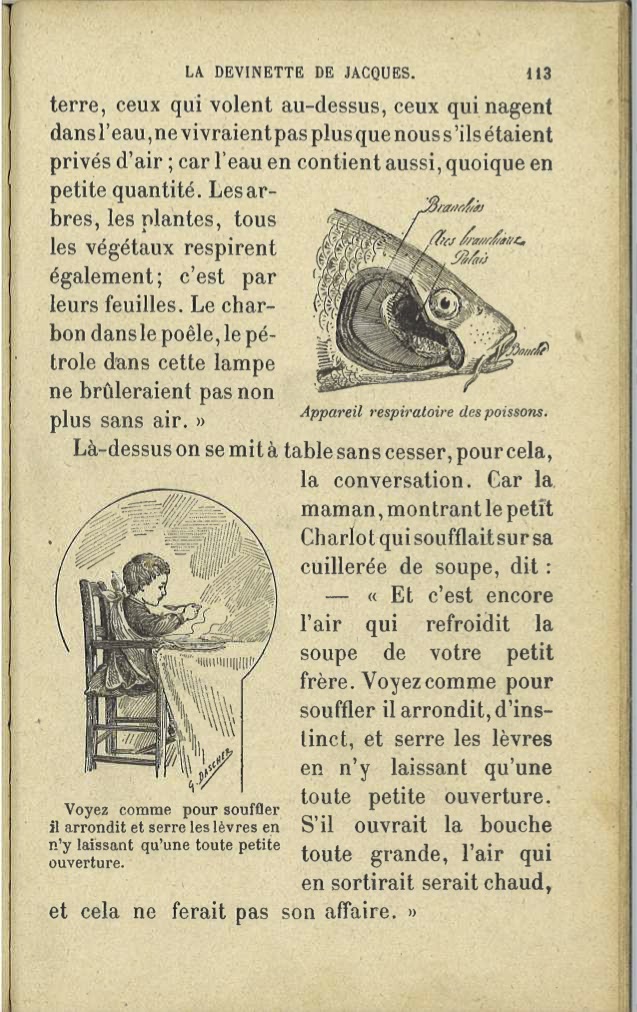 LA DEVINETTE DE JACQUES. 113
terre, ceux qui volent au-dessus, ceux qui nagent
dans l'eau, ne vivraient pas plus que nous s'ils étaient
privés d'air ; car l'eau en contient aussi, quoique en
petite quantité. Les ar-
bres, les plantes, tous
les végétaux respirent
également; c'est par
leurs feuilles. Le char-
bon dans le poêle, le pé-
trole dans cette lampe
ne brûleraient pas non
plus sans air. »
Branchies
Arcs branchiaux
Palais
Bouche
Appareil respiratoire des poissons.
Là-dessus on se mit à table sans cesser, pour cela,
la conversation. Car la
maman, montrant le petit
Charlot qui soufflait sur sa
cuillerée de soupe, dit :
— « Et c'est encore
l'air qui refroidit la
soupe de votre petit
frère. Voyez comme pour
souffler il arrondit, d'ins-
tinct, et serre les lèvres
en n'y laissant qu'une
toute petite ouverture.
S'il ouvrait la bouche
toute grande, l'air qui
en sortirait serait chaud,
et cela ne ferait pas son affaire. »
G. DASCHER
Voyez comme pour souffler
il arrondit et serre les lèvres en
n'y laissant qu'une toute petite
ouverture.